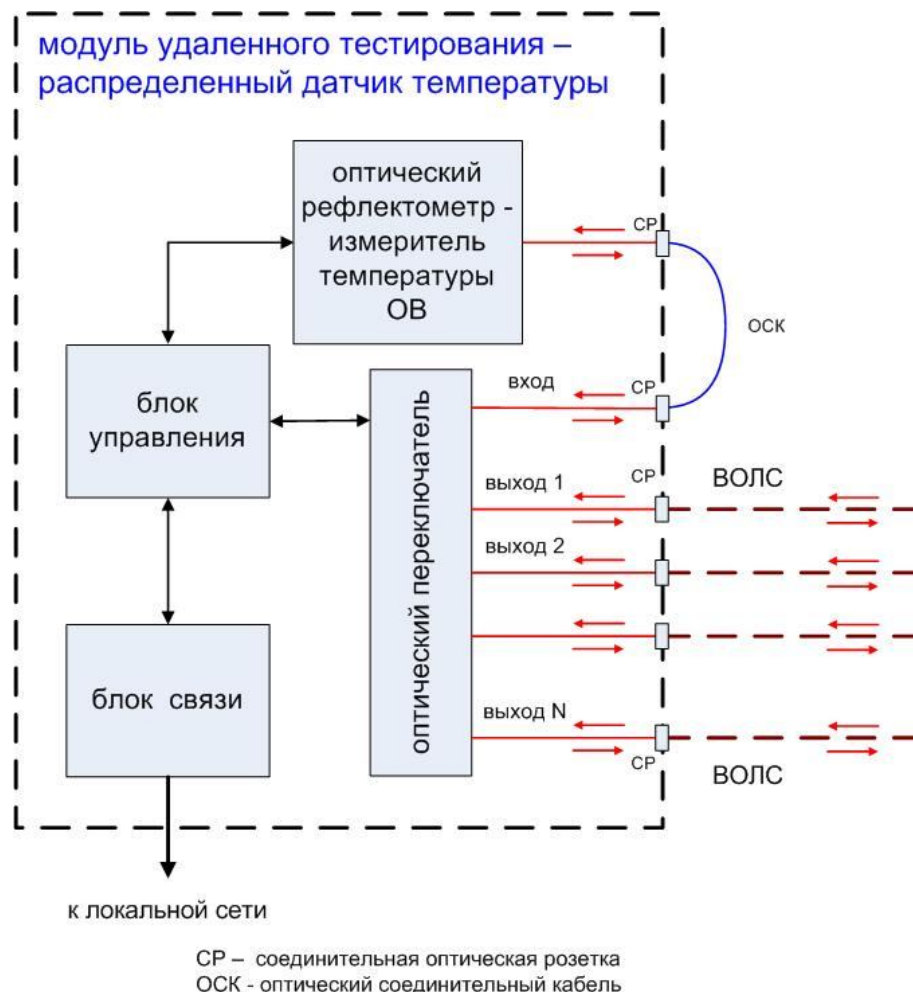 модуль удаленного тестирования –
распределенный датчик температуры
оптический
рефлектометр -
измеритель
температуры
ОВ
СР
ОСК
блок
управления
оптический переключатель
вход
СР
выход 1
СР
ВОЛС
выход 2
блок связи
выход N
СР
ВОЛС
к локальной сети
СР – соединительная оптическая розетка
ОСК - оптический соединительный кабель